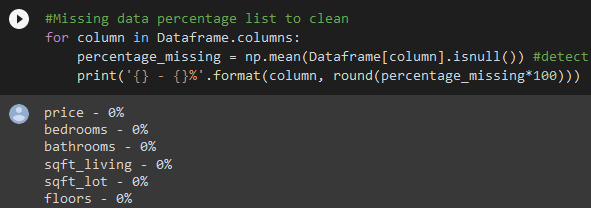 #Missing data percentage list to clean
for column in Dataframe.columns:
    percentage_missing = np.mean(Dataframe[column].isnull()) #detect
    print('{} - {}%'.format(column, round(percentage_missing*100)))
price - 0%
bedrooms - 0%
bathrooms - 0%
sqft_living - 0%
sqft_lot - 0%
floors - 0%